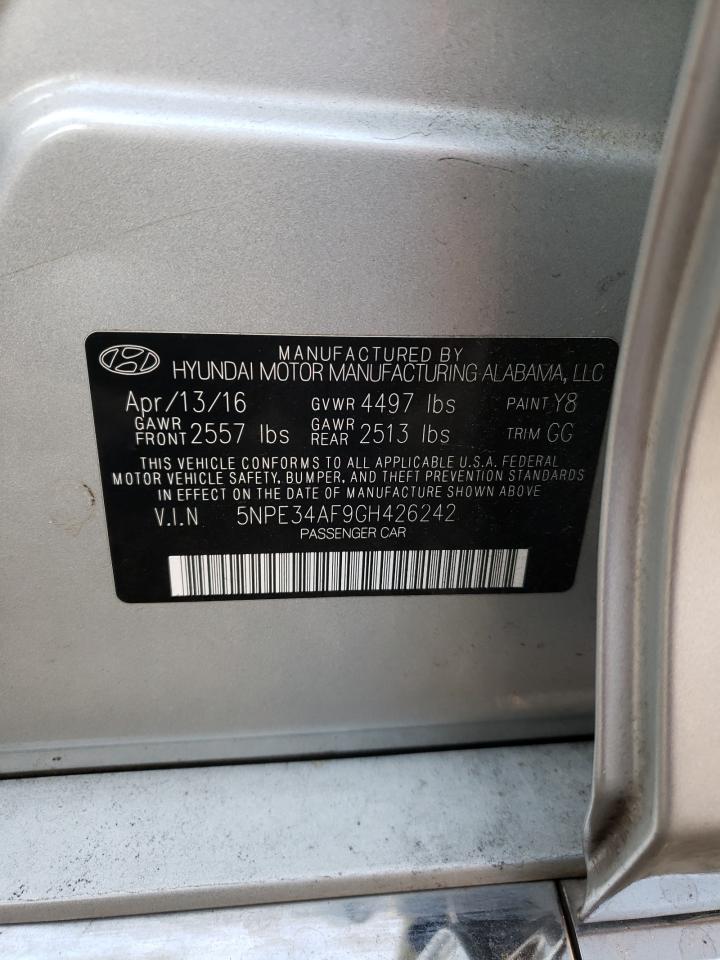 MANUFACTURED BY
HYUNDAI MOTOR MANUFACTURING ALABAMA, LLC
Apr/13/16 GVWR 4497 lbs PAINT Y8
GAWR FRONT 2557 lbs GAWR REAR 2513 lbs TRIM GG
THIS VEHICLE CONFORMS TO ALL APPLICABLE U.S.A. FEDERAL
MOTOR VEHICLE SAFETY, BUMPER, AND THEFT PREVENTION STANDARDS
IN EFFECT ON THE DATE OF MANUFACTURE SHOWN ABOVE.
V.I.N 5NPE34AF9GH426242
PASSENGER CAR